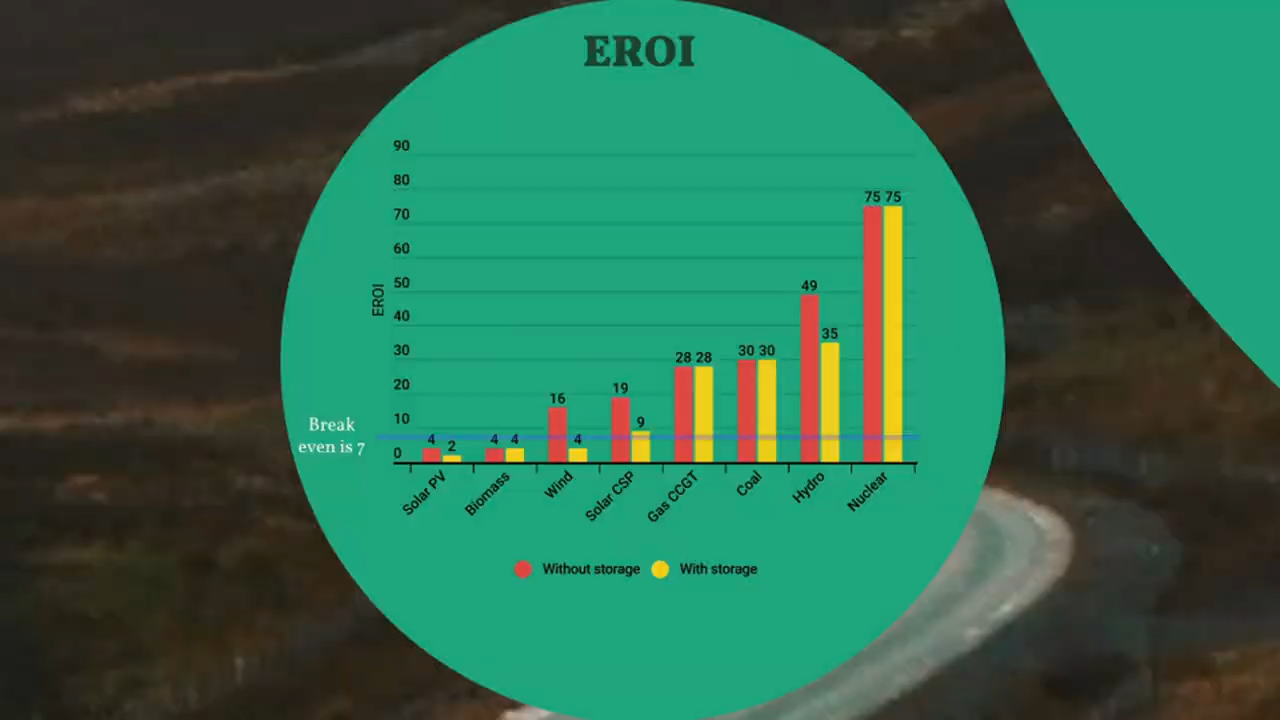 EROI
90
80
70
60
50
40
30
20
10
0
EROI
Break
even is 7
4 2
4 4
16 4
19 9
28 28
30 30
49 35
75 75
Solar PV
Biomass
Wind
Solar CSP
Gas CCGT
Coal
Hydro
Nuclear
Without storage With storage